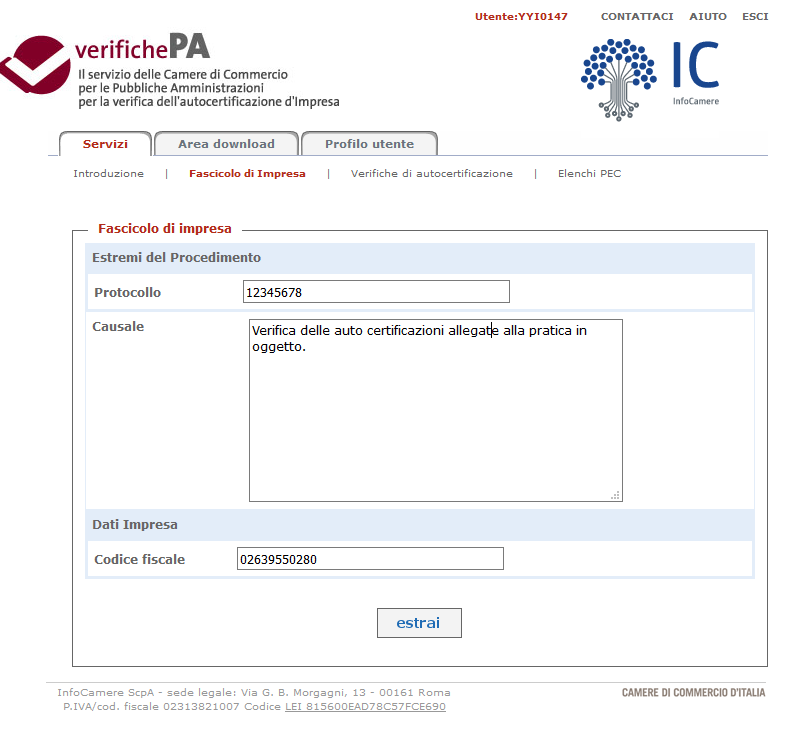 Utente:YYI0147 CONTATTACI AIUTO ESCI
verifichePA
Il servizio delle Camere di Commercio
per le Pubbliche Amministrazioni
per la verifica dell'autocertificazione d'Impresa
IC
InfoCamere
Servizi Area download Profilo utente
Introduzione | Fascicolo di Impresa | Verifiche di autocertificazione | Elenchi PEC
Fascicolo di impresa
Estremi del Procedimento
Protocollo 12345678
Causale Verifica delle auto certificazioni allegate alla pratica in
oggetto.
Dati Impresa
Codice fiscale 02639550280
estrai
InfoCamere ScpA - sede legale: Via G. B. Morgagni, 13 - 00161 Roma CAMERE DI COMMERCIO D'ITALIA
P.IVA/cod. fiscale 02313821007 Codice LEI 815600EAD78C57FCE690